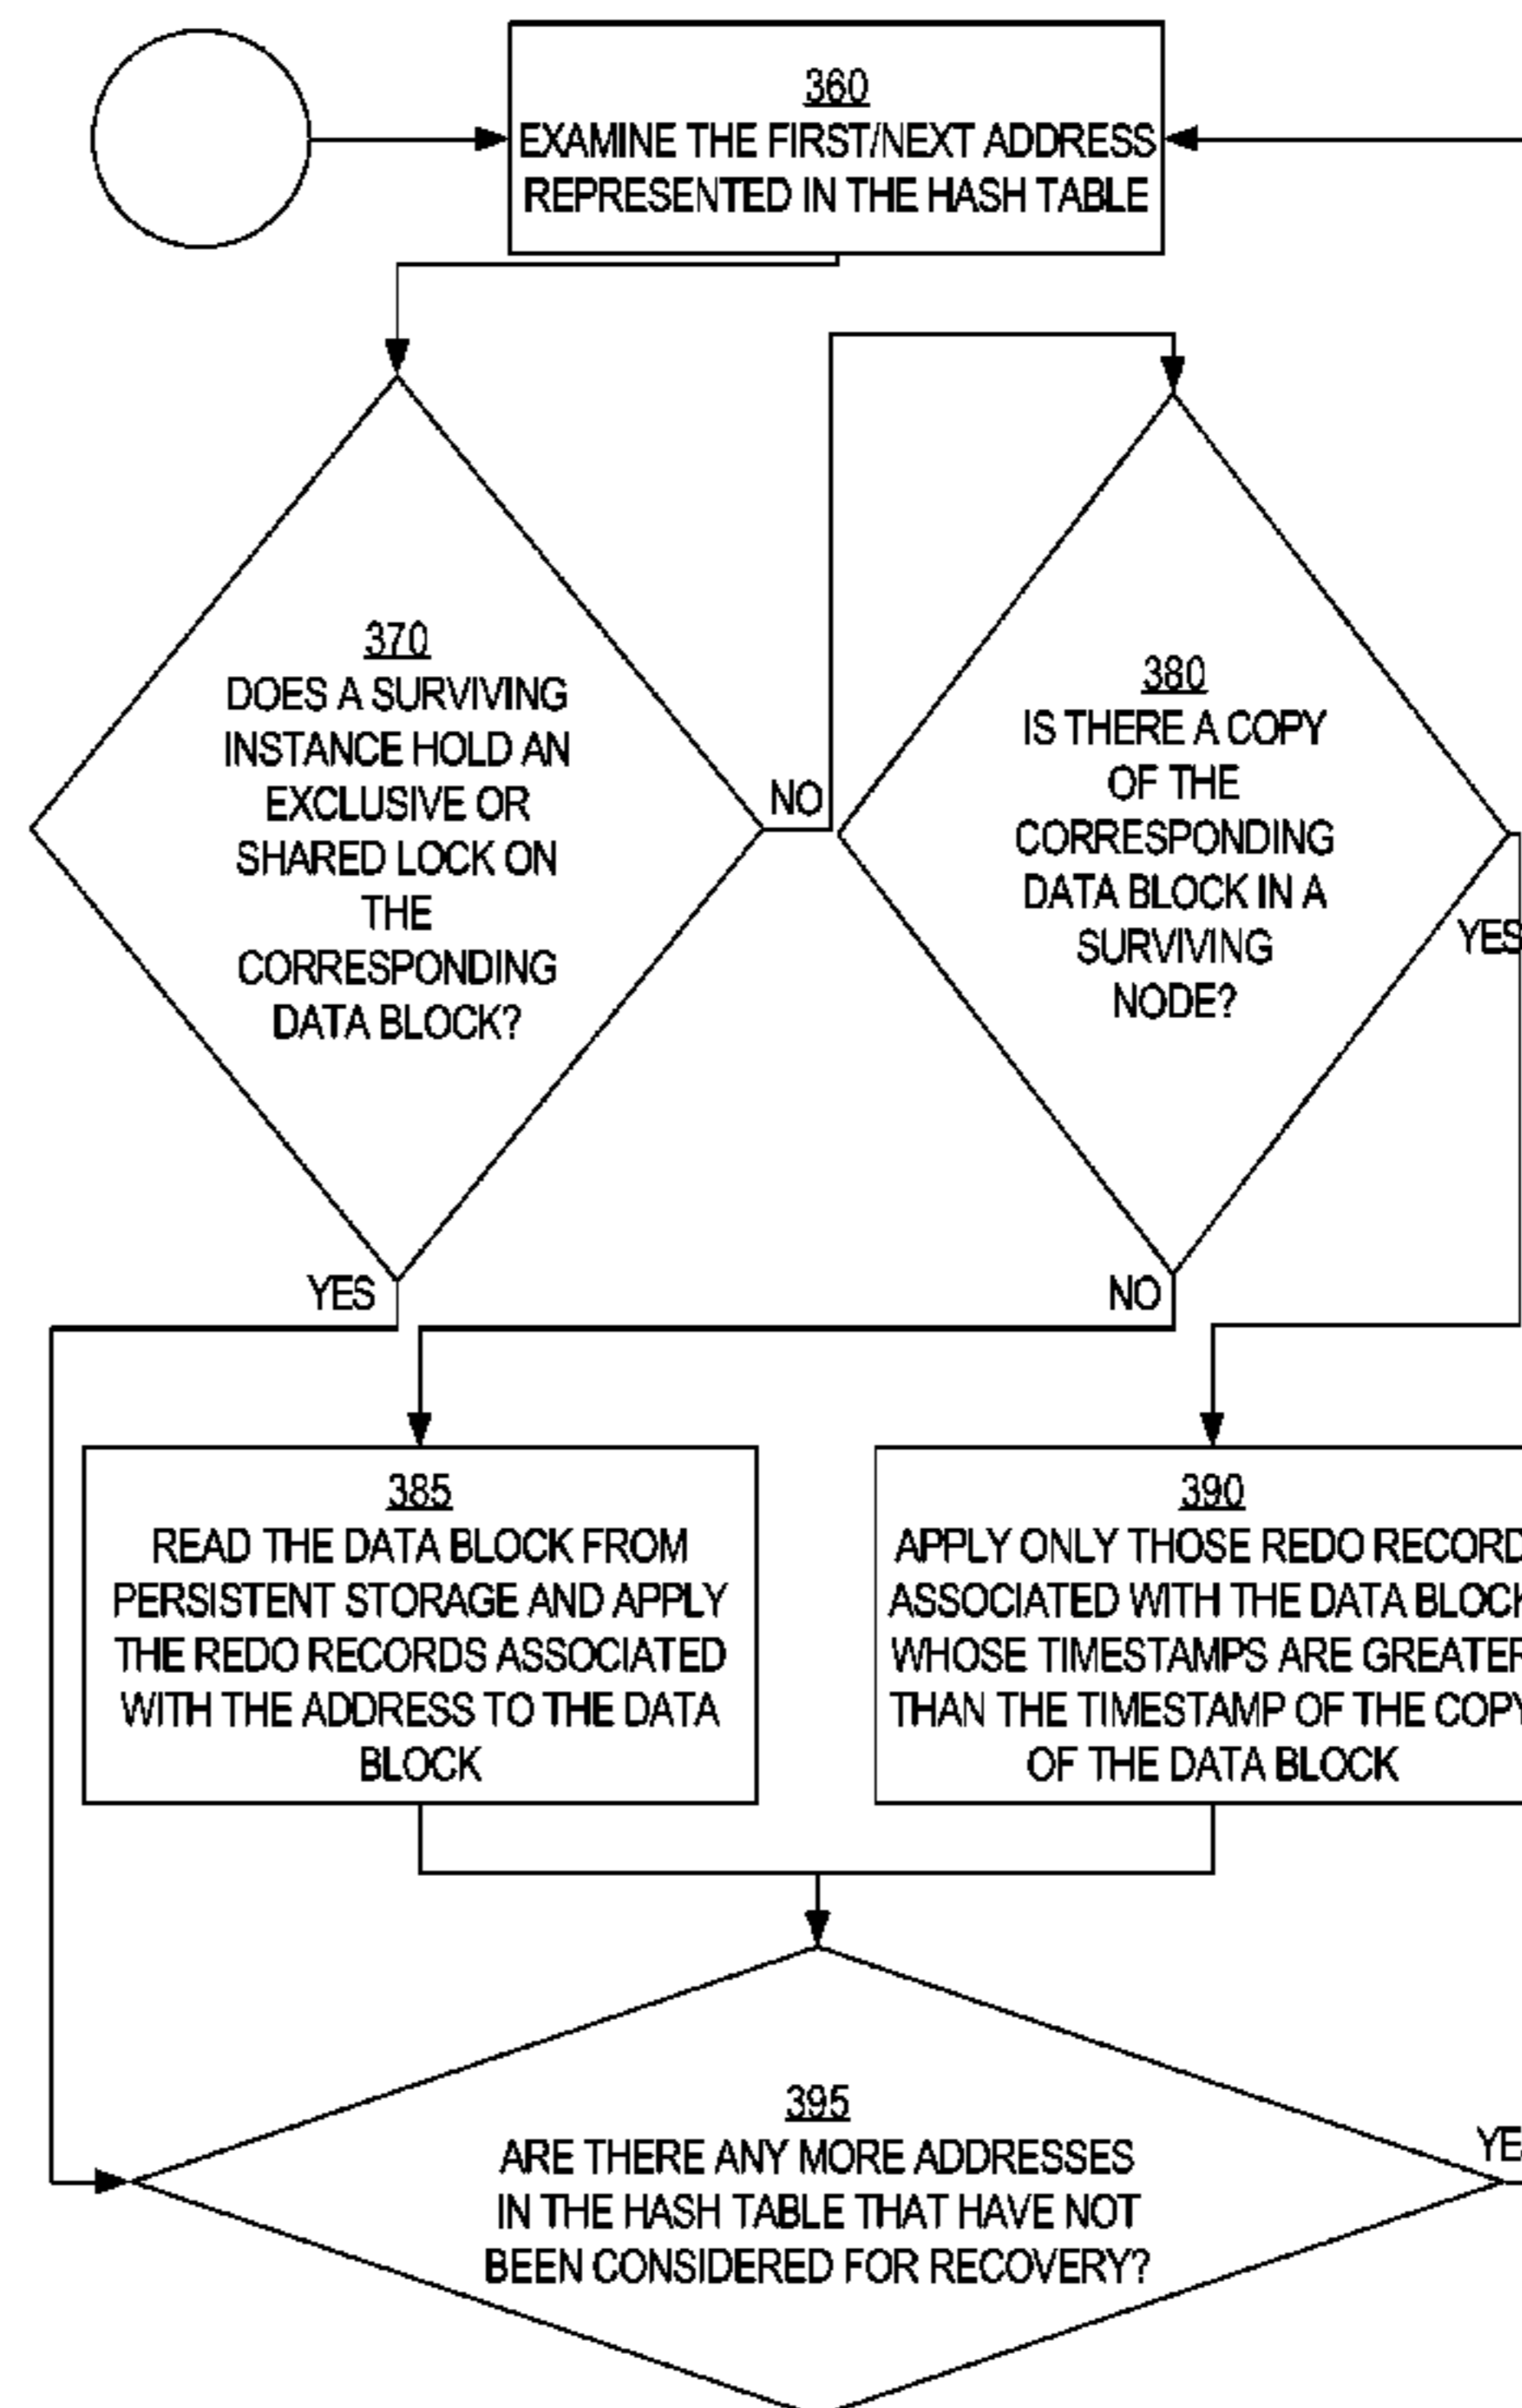 360
EXAMINE THE FIRST/NEXT ADDRESS
REPRESENTED IN THE HASH TABLE
370
DOES A SURVIVING
INSTANCE HOLD AN
EXCLUSIVE OR
SHARED LOCK ON
THE
CORRESPONDING
DATA BLOCK?
NO
YES
380
IS THERE A COPY
OF THE
CORRESPONDING
DATA BLOCK IN A
SURVIVING
NODE?
YES
NO
385
READ THE DATA BLOCK FROM
PERSISTENT STORAGE AND APPLY
THE REDO RECORDS ASSOCIATED
WITH THE ADDRESS TO THE DATA
BLOCK
390
APPLY ONLY THOSE REDO RECORD
ASSOCIATED WITH THE DATA BLOCK
WHOSE TIMESTAMPS ARE GREATER
THAN THE TIMESTAMP OF THE COPY
OF THE DATA BLOCK
395
ARE THERE ANY MORE ADDRESSES
IN THE HASH TABLE THAT HAVE NOT
BEEN CONSIDERED FOR RECOVERY?
YE